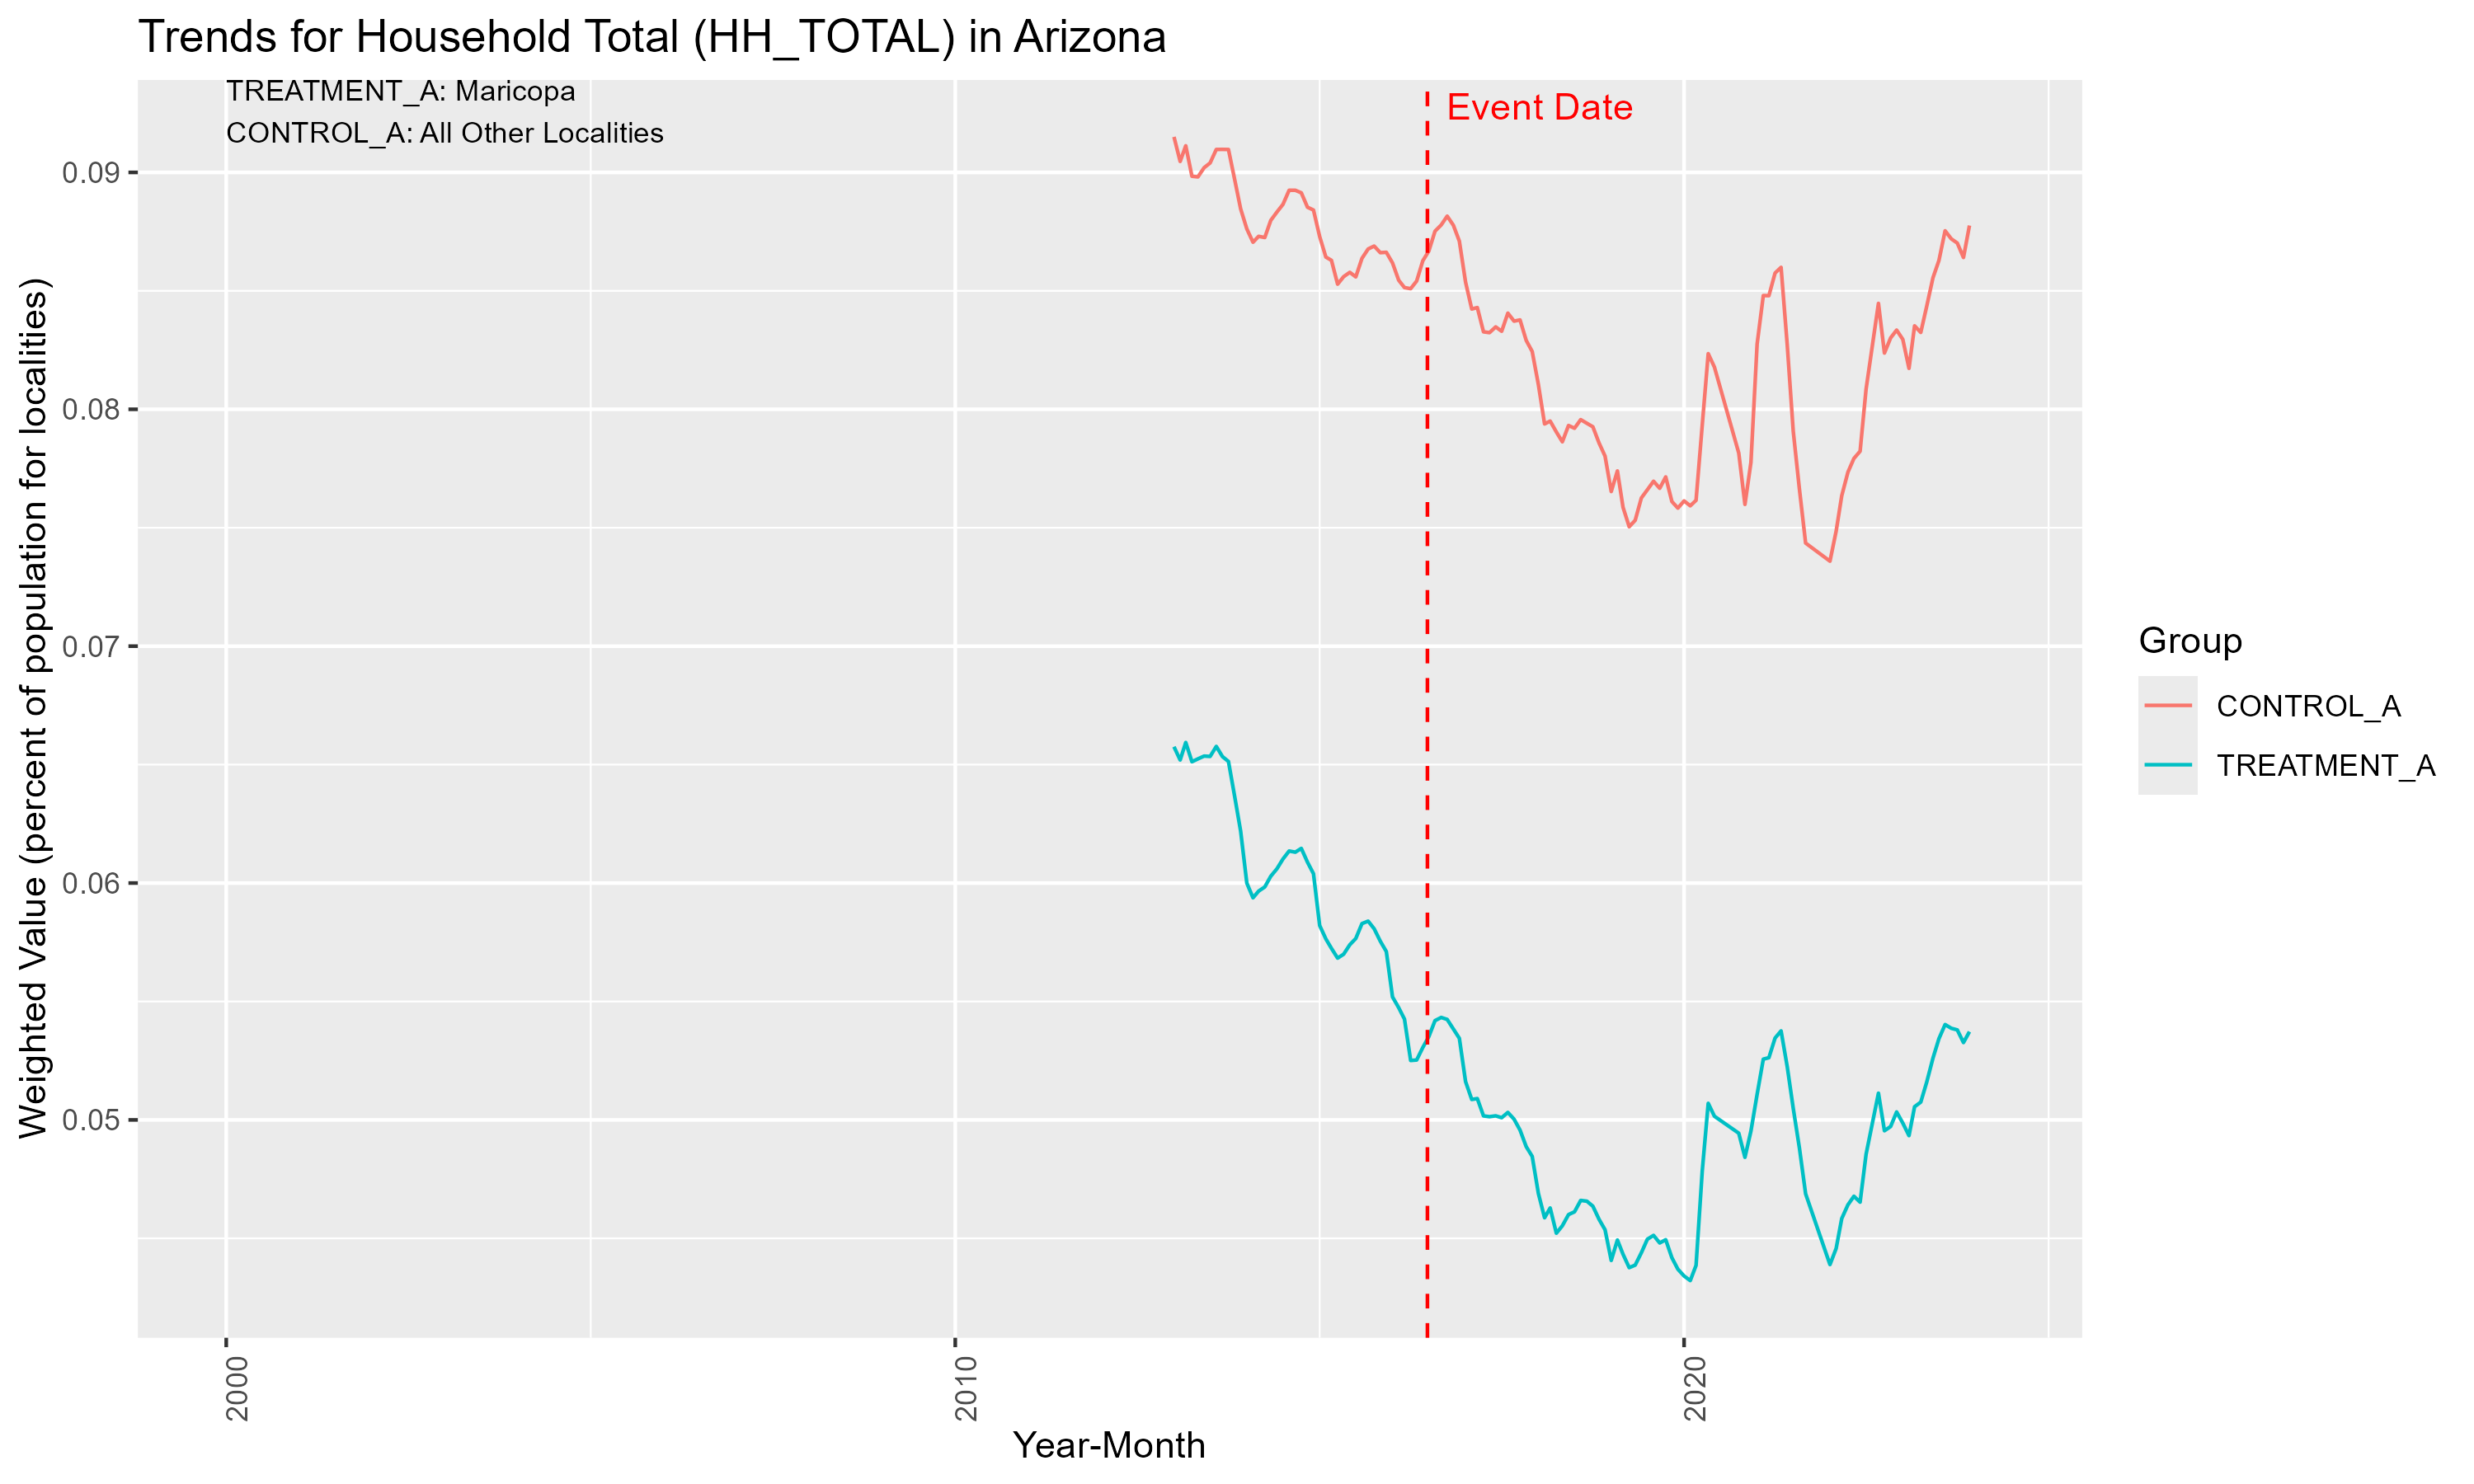 Trends for Household Total (HH_TOTAL) in Arizona
TREATMENT_A: Maricopa
CONTROL_A: All Other Localities
Event Date
Weighted Value (percent of population for localities)
0.09
0.08
0.07
0.06
0.05
2000
2010
2020
Year-Month
Group
CONTROL_A
TREATMENT_A